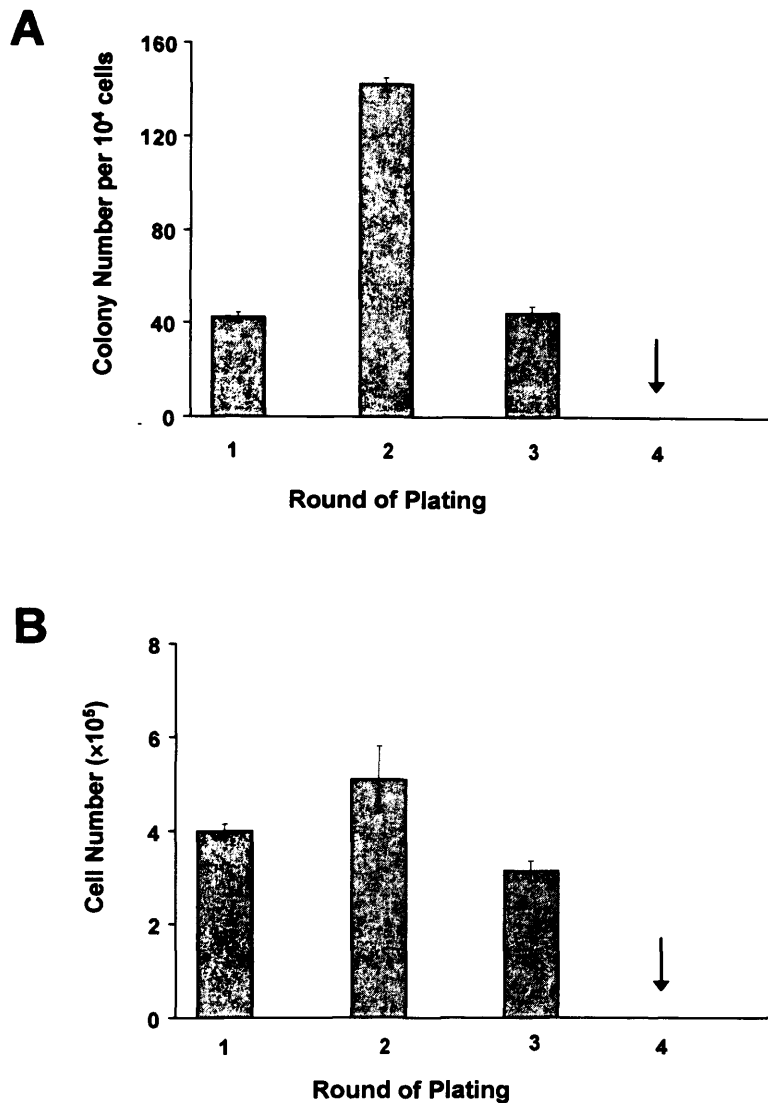 A
Colony Number per 10⁴ cells
160
120
80
40
0
1 2 3 4
Round of Plating
B
Cell Number (×10⁵)
8
6
4
2
0
1 2 3 4
Round of Plating